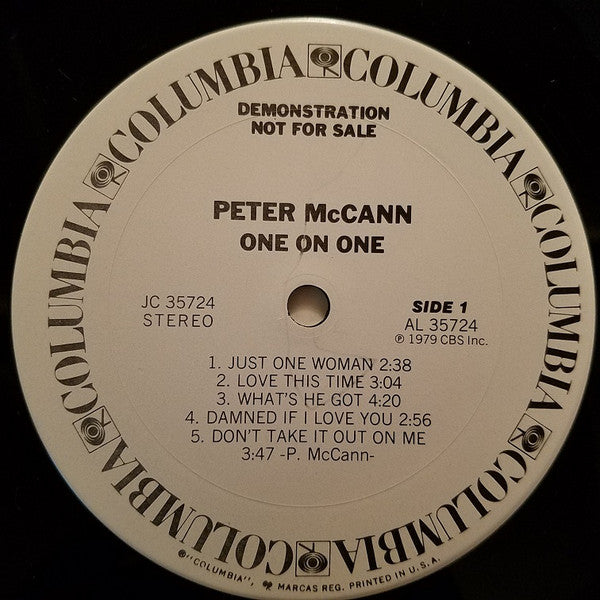 COLUMBIA COLUMBIA COLUMBIA COLUMBIA COLUMBIA COLUMBIA COLUMBIA COLUMBIA
DEMONSTRATION
NOT FOR SALE
PETER McCANN
ONE ON ONE
JC 35724
STEREO
SIDE 1
AL 35724
℗ 1979 CBS Inc.
1. JUST ONE WOMAN 2:38
2. LOVE THIS TIME 3:04
3. WHAT'S HE GOT 4:20
4. DAMNED IF I LOVE YOU 2:56
5. DON'T TAKE IT OUT ON ME
3:47 -P. McCann-
®"COLUMBIA", MARCAS REG. PRINTED IN U.S.A.